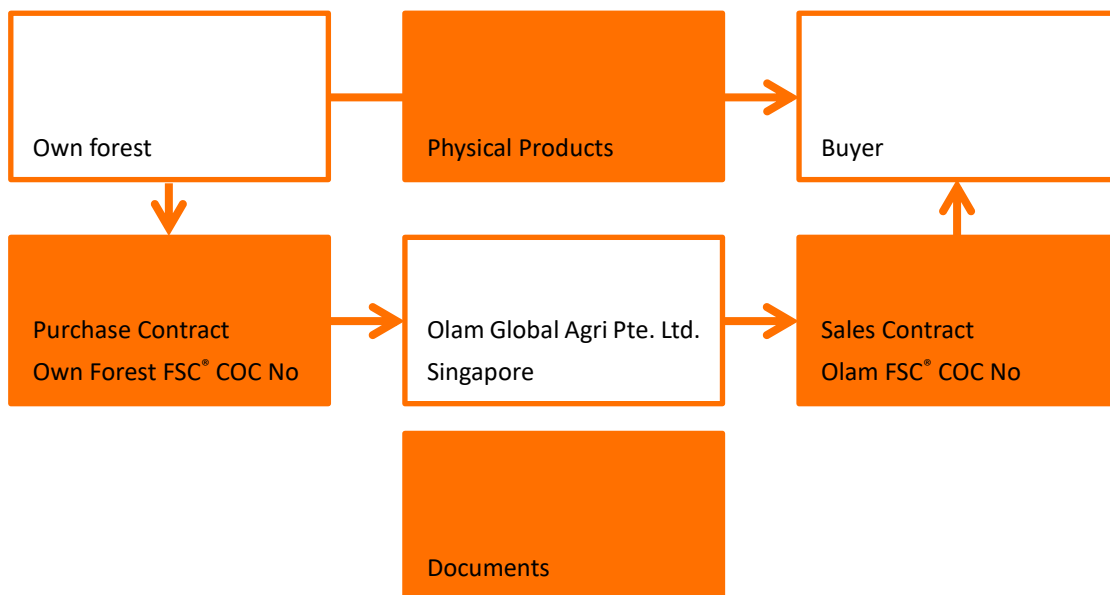 Own forest
Physical Products
Buyer
Purchase Contract
Own Forest FSC® COC No
Olam Global Agri Pte. Ltd.
Singapore
Sales Contract
Olam FSC® COC No
Documents